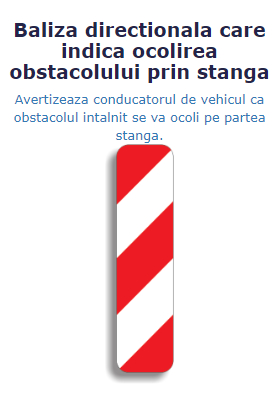 Baliza directionala care
indica ocolirea
obstacolului prin stanga
Avertizeaza conducatorul de vehicul ca
obstacolul intalnit se va ocoli pe partea
stanga.